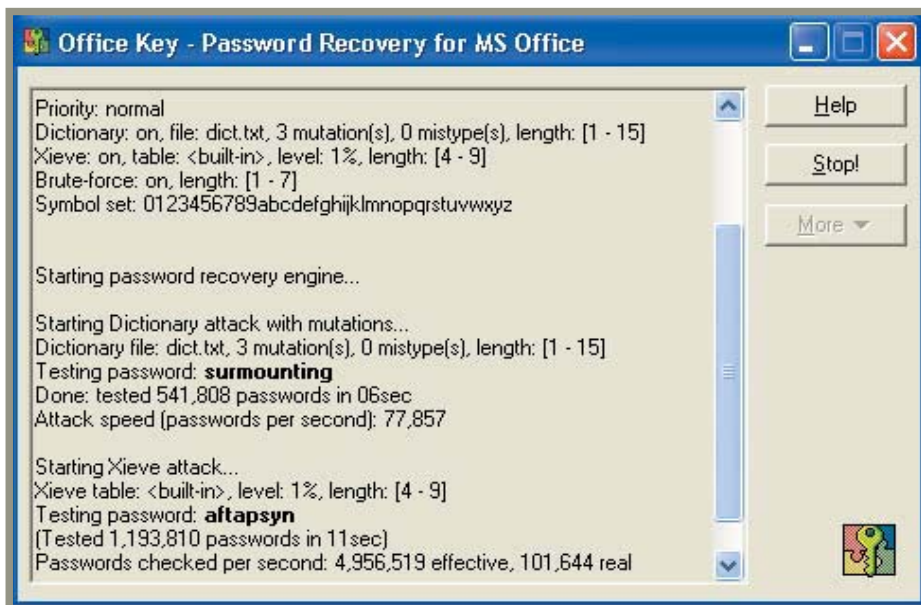 Office Key - Password Recovery for MS Office
Priority: normal
Dictionary: on, file: dict.txt, 3 mutation(s), 0 mistype(s), length: [1 - 15]
Xieve: on, table: <built-in>, level: 1%, length: [4 - 9]
Brute-force: on, length: [1 - 7]
Symbol set: 0123456789abcdefghijklmnopqrstuvwxyz
Starting password recovery engine...
Starting Dictionary attack with mutations...
Dictionary file: dict.txt, 3 mutation(s), 0 mistype(s), length: [1 - 15]
Testing password: surmounting
Done: tested 541,808 passwords in 06sec
Attack speed (passwords per second): 77,857
Starting Xieve attack...
Xieve table: <built-in>, level: 1%, length: [4 - 9]
Testing password: aftapsyn
(Tested 1,193,810 passwords in 11sec)
Passwords checked per second: 4,956,519 effective, 101,644 real
Help
Stop!
More